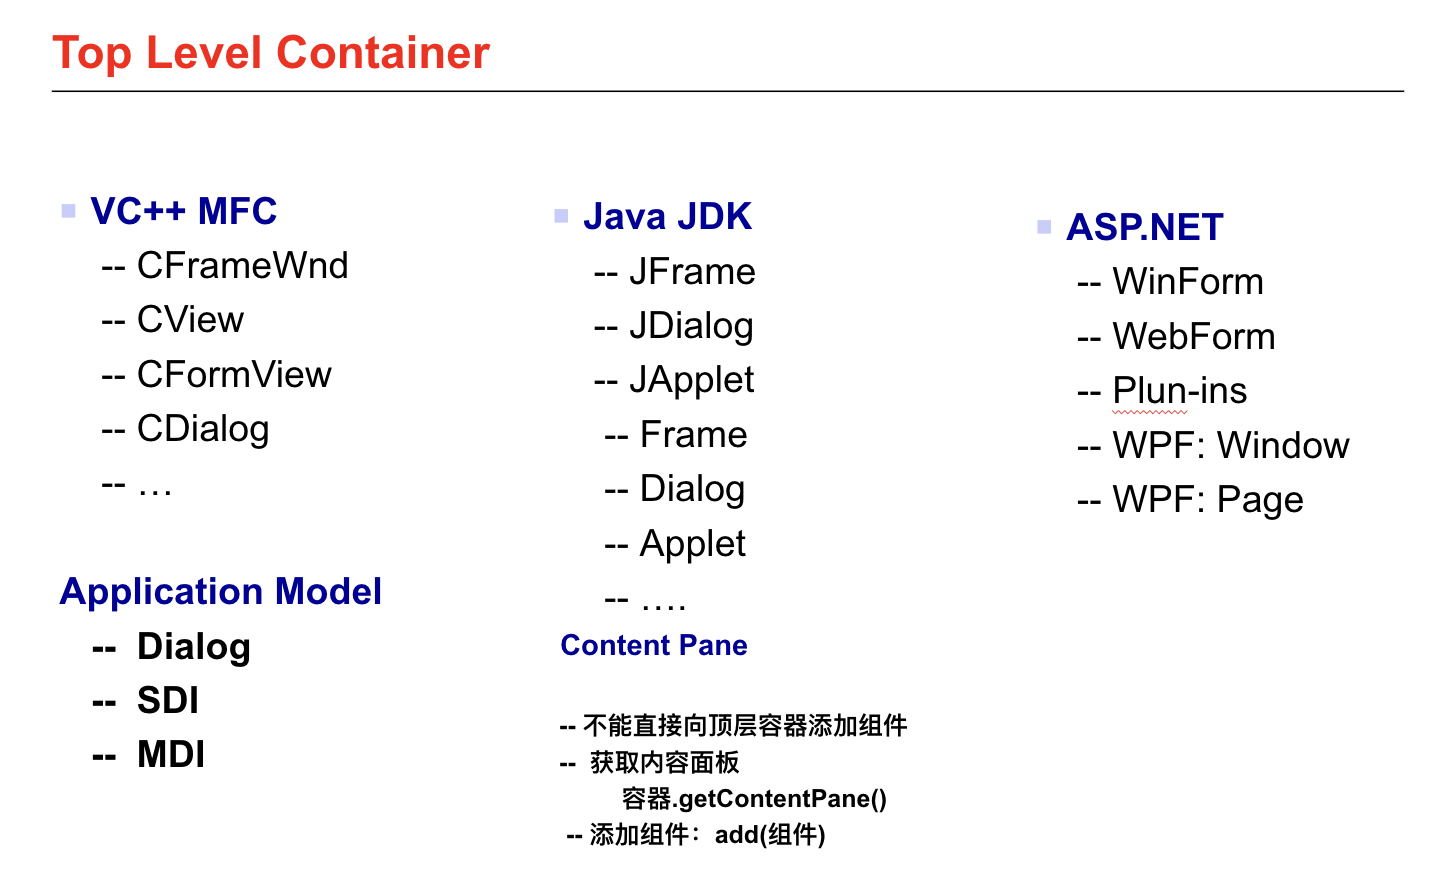 Top Level Container
VC++ MFC
-- CFrameWnd
-- CView
-- CFormView
-- CDialog
-- …
Application Model
-- Dialog
-- SDI
-- MDI
Java JDK
-- JFrame
-- JDialog
-- JApplet
-- Frame
-- Dialog
-- Applet
-- ….
Content Pane
-- 不能直接向顶层容器添加组件
-- 获取内容面板
容器.getContentPane()
-- 添加组件：add(组件)
ASP.NET
-- WinForm
-- WebForm
-- Plun-ins
-- WPF: Window
-- WPF: Page